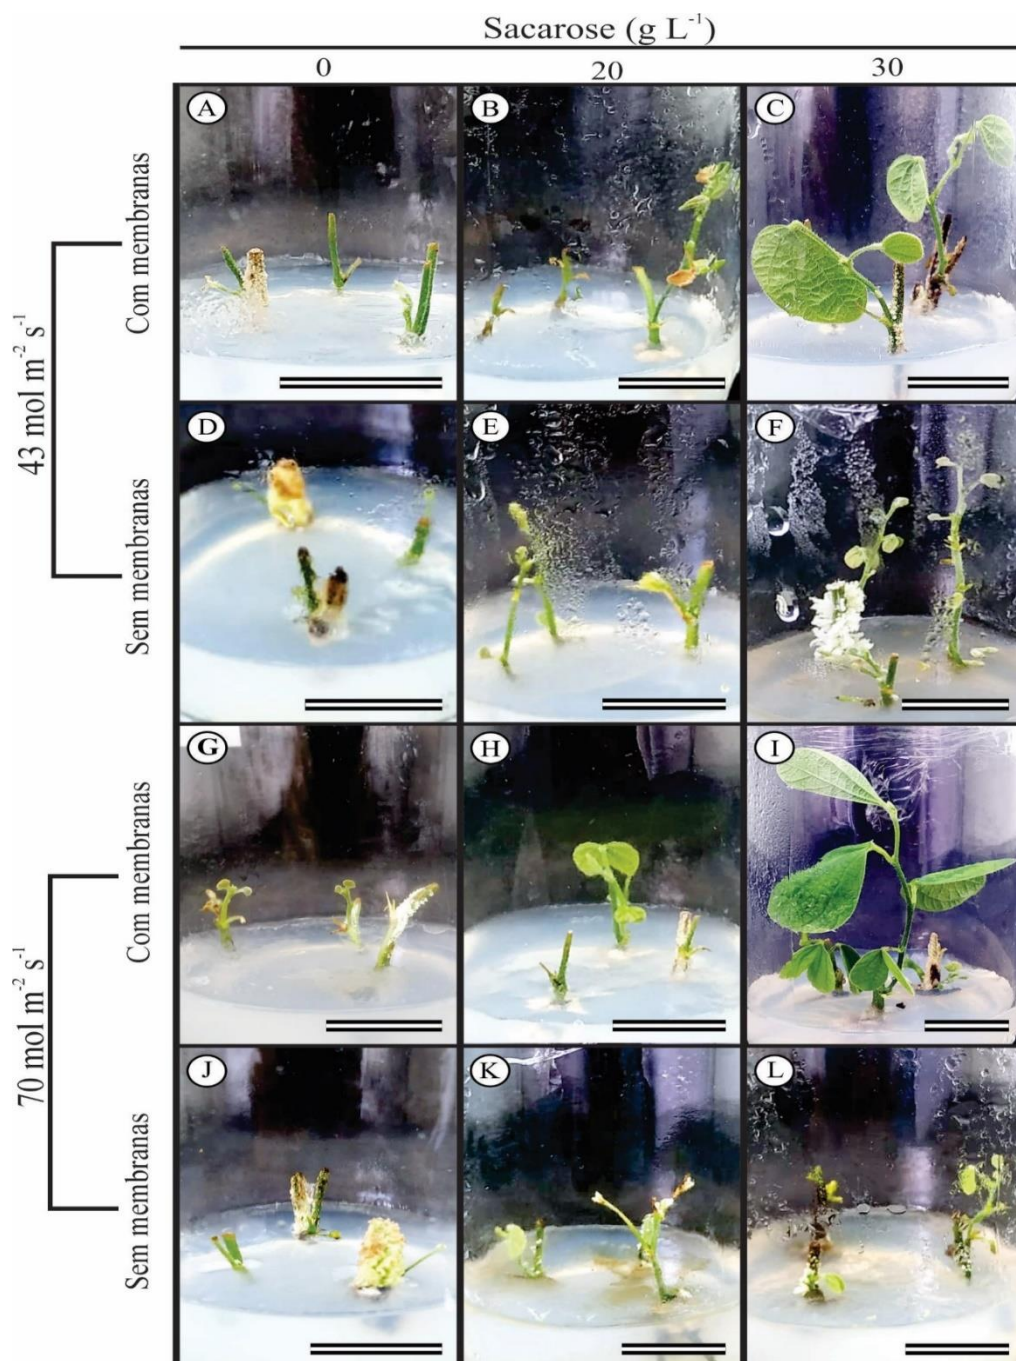 Sacarose (g L⁻¹)
0 20 30
43 mol m⁻² s⁻¹
Com membranas
A B C
Sem membranas
D E F
70 mol m⁻² s⁻¹
Com membranas
G H I
Sem membranas
J K L